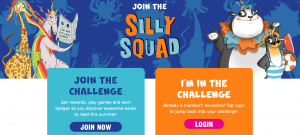 JOIN THE
SILLY
SQUAD
JOIN THE
CHALLENGE
Get rewards, play games and earn
badges as you discover awesome books
to read this summer!
JOIN NOW
I'M IN THE
CHALLENGE
Already a member? Awesome! Tap login
to jump back into your challenge!
LOGIN